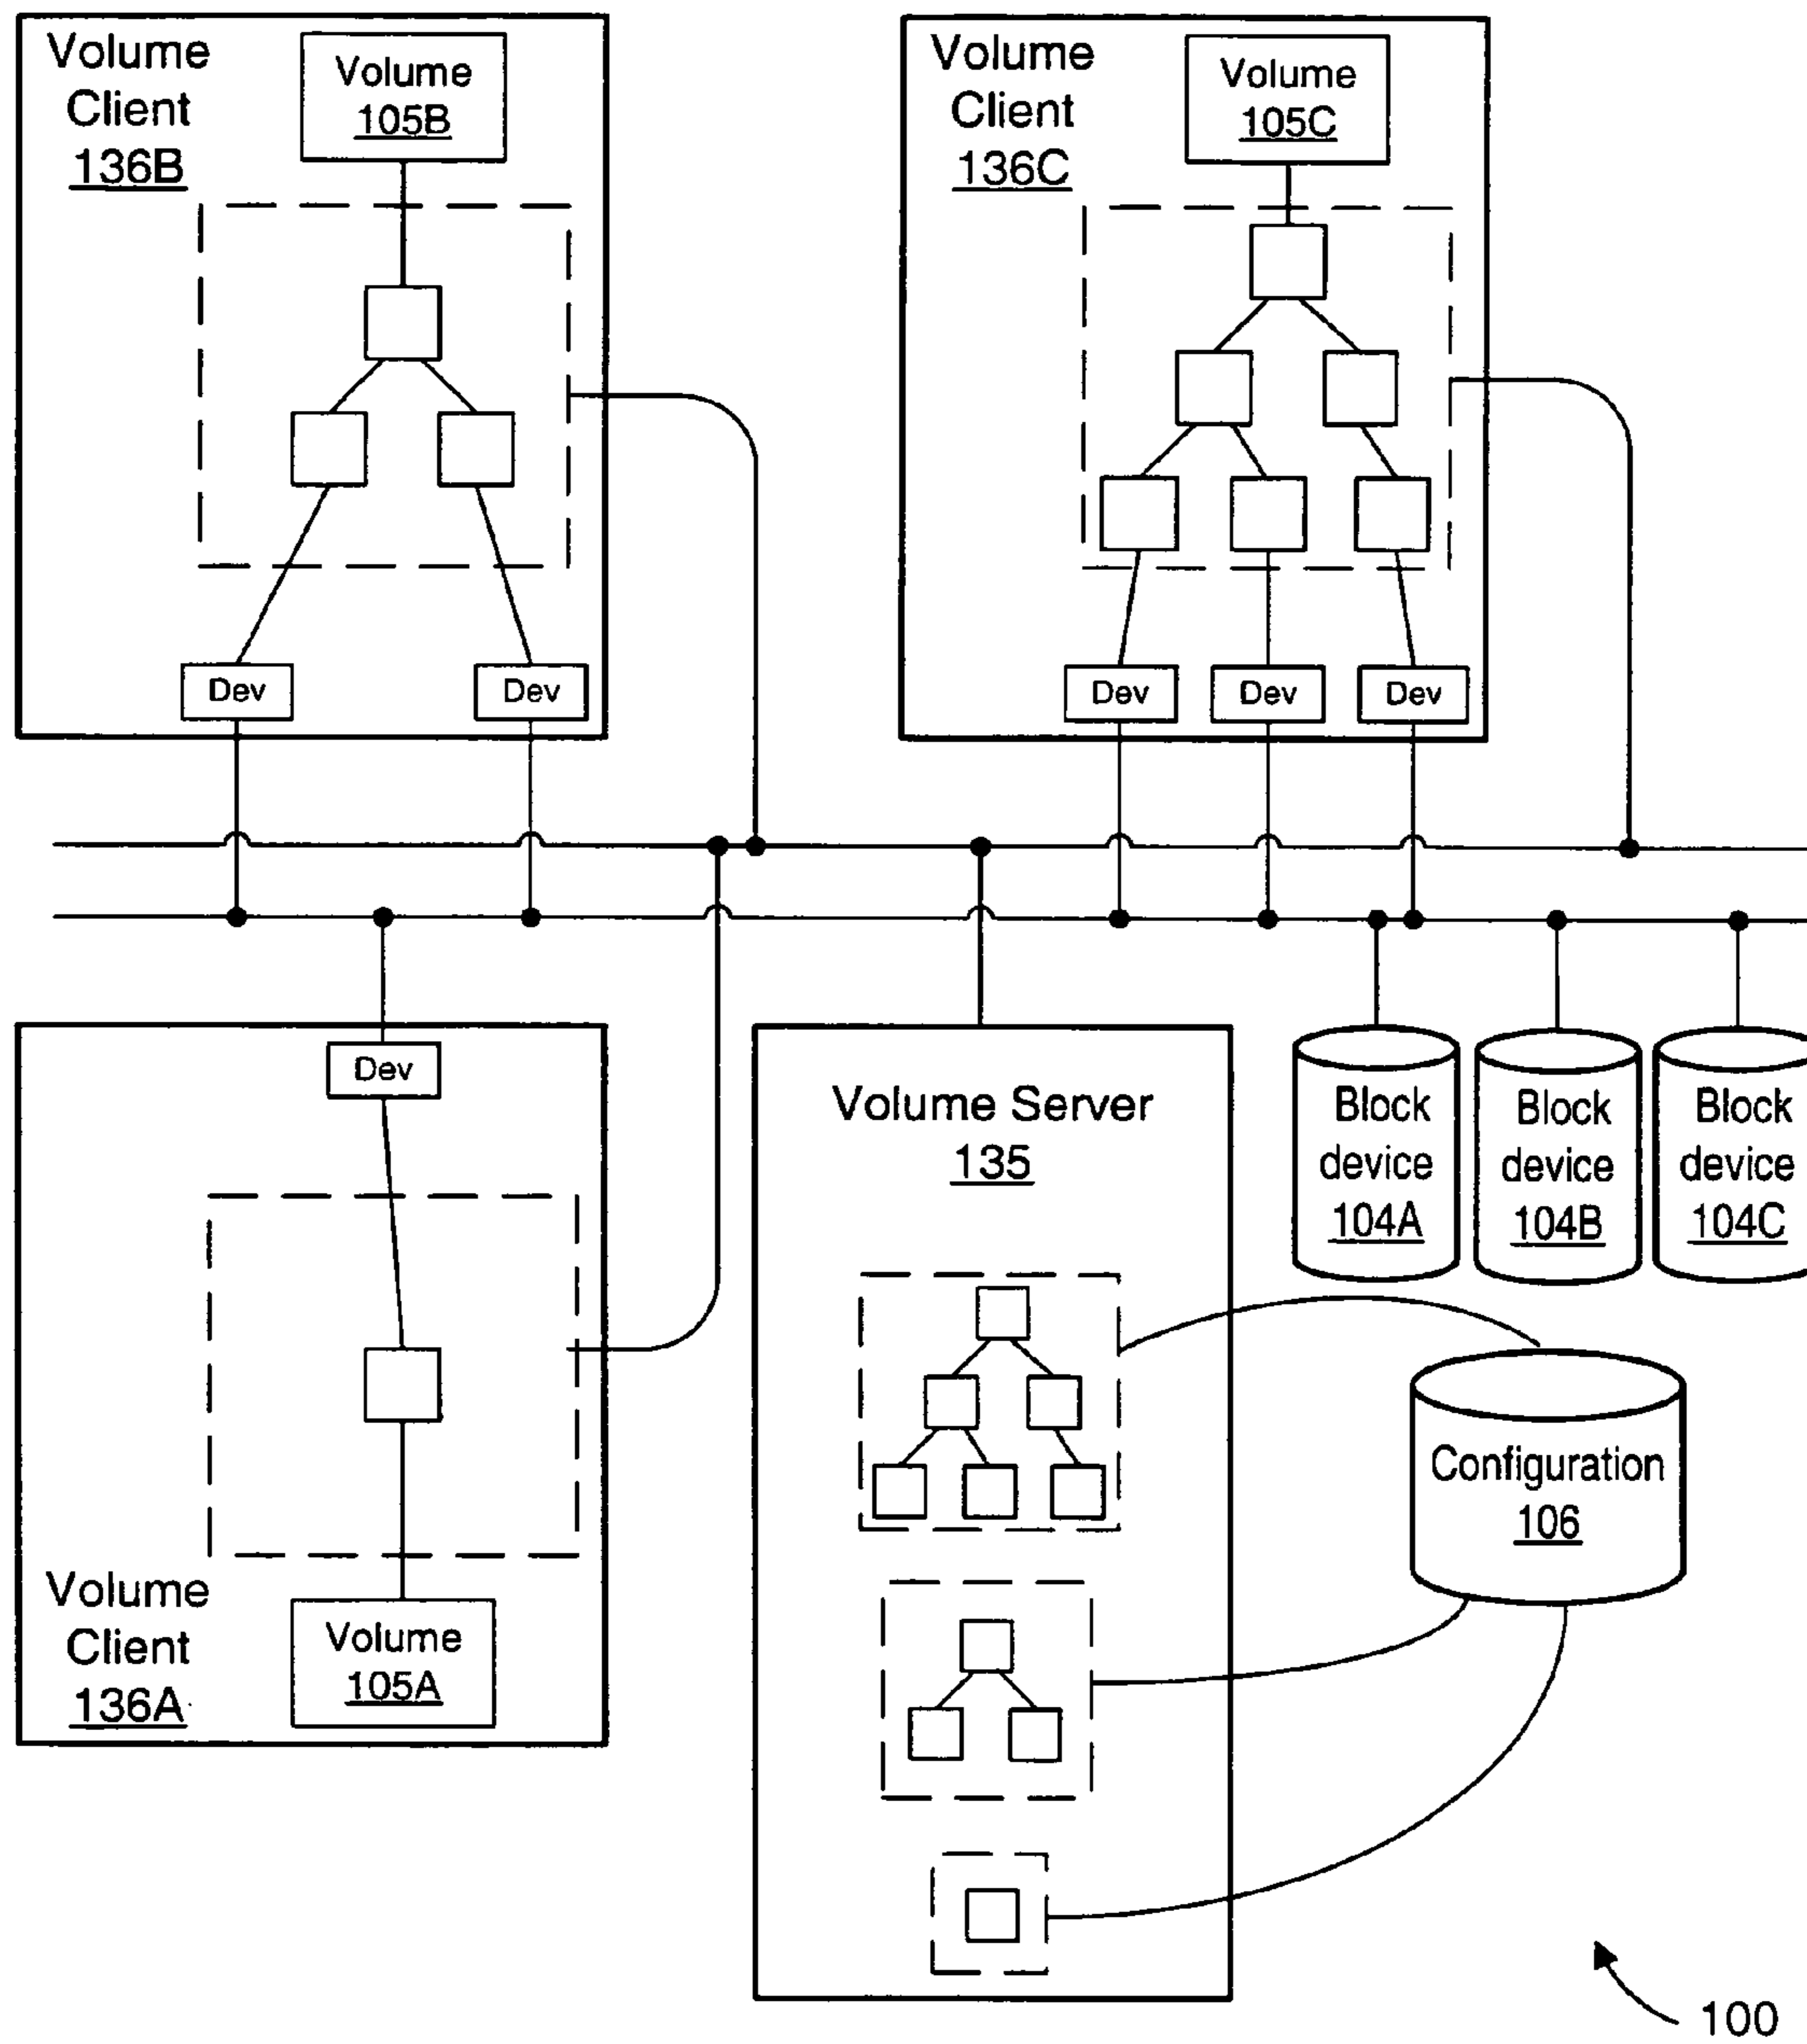 Volume
Client
136B
Volume
105B
Dev
Dev
Volume
Client
136C
Volume
105C
Dev
Dev
Dev
Dev
Volume
Client
136A
Volume
105A
Volume Server
135
Block
device
104A
Block
device
104B
Block
device
104C
Configuration
106
100